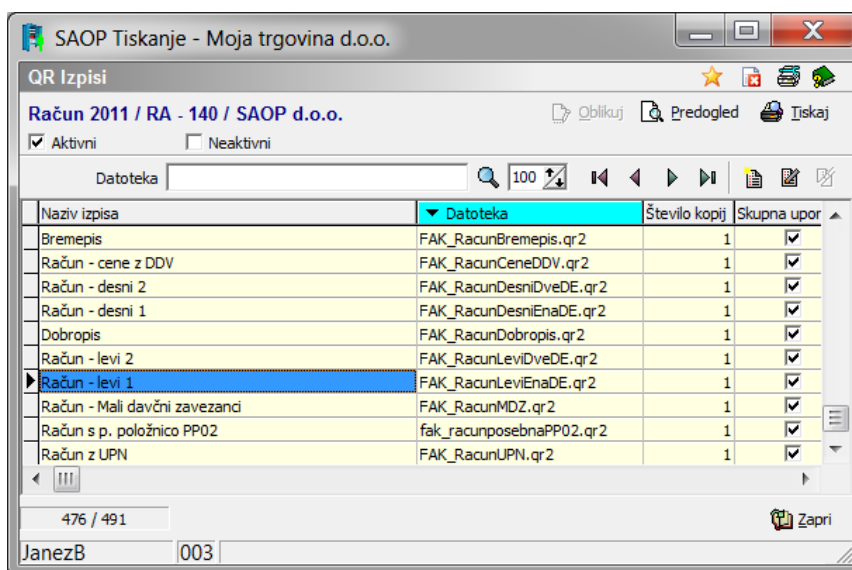 SAOP Tiskanje - Moja trgovina d.o.o.
QR Izpisi
Račun 2011 / RA - 140 / SAOP d.o.o. Oblikuj Predogled Tiskaj
Aktivni Neaktivni
Datoteka 100
Naziv izpisa Datoteka Število kopij Skupna upor
Bremepis FAK_RacunBremepis.qr2 1
Račun - cene z DDV FAK_RacunCeneDDV.qr2 1
Račun - desni 2 FAK_RacunDesniDveDE.qr2 1
Račun - desni 1 FAK_RacunDesniEnaDE.qr2 1
Dobropis FAK_RacunDobropis.qr2 1
Račun - levi 2 FAK_RacunLeviDveDE.qr2 1
Račun - levi 1 FAK_RacunLeviEnaDE.qr2 1
Račun - Mali davčni zavezanci FAK_RacunMDZ.qr2 1
Račun s p. položnico PP02 fak_racunposebnaPP02.qr2 1
Račun z UPN FAK_RacunUPN.qr2 1
476 / 491 Zapri
JanezB 003